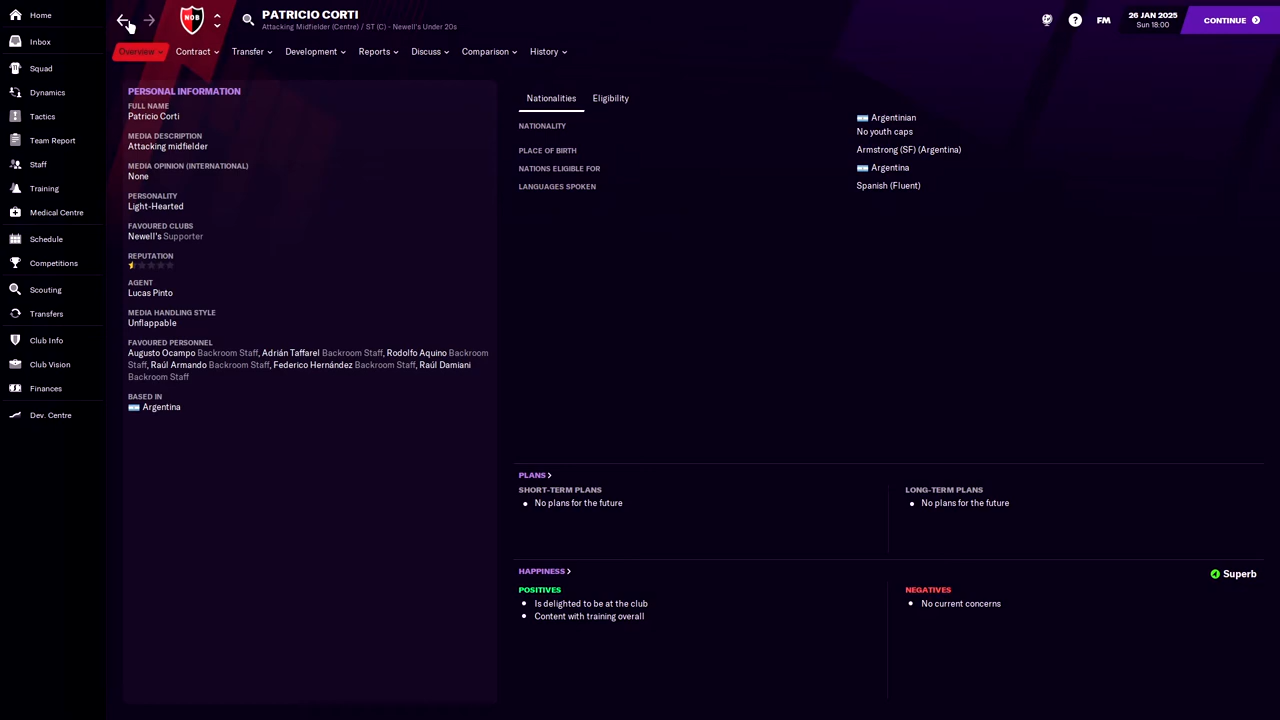 Home
Inbox
Squad
Dynamics
Tactics
Team Report
Staff
Training
Medical Centre
Schedule
Competitions
Scouting
Transfers
Club Info
Club Vision
Finances
Dev. Centre
NOB
PATRICIO CORTI
Attacking Midfielder (Centre) / ST (C) - Newell's Under 20s
FM
26 JAN 2025
Sun 18:00
CONTINUE
Overview
Contract
Transfer
Development
Reports
Discuss
Comparison
History
PERSONAL INFORMATION
FULL NAME
Patricio Corti
MEDIA DESCRIPTION
Attacking midfielder
MEDIA OPINION (INTERNATIONAL)
None
PERSONALITY
Light-Hearted
FAVOURED CLUBS
Newell's Supporter
REPUTATION
AGENT
Lucas Pinto
MEDIA HANDLING STYLE
Unflappable
FAVOURED PERSONNEL
Augusto Ocampo Backroom Staff, Adrián Taffarel Backroom Staff, Rodolfo Aquino Backroom
Staff, Raúl Armando Backroom Staff, Federico Hernández Backroom Staff, Raúl Damiani
Backroom Staff
BASED IN
Argentina
Nationalities
Eligibility
NATIONALITY
Argentinian
No youth caps
PLACE OF BIRTH
Armstrong (SF) (Argentina)
NATIONS ELIGIBLE FOR
Argentina
LANGUAGES SPOKEN
Spanish (Fluent)
PLANS
SHORT-TERM PLANS
No plans for the future
LONG-TERM PLANS
No plans for the future
HAPPINESS
Superb
POSITIVES
Is delighted to be at the club
Content with training overall
NEGATIVES
No current concerns